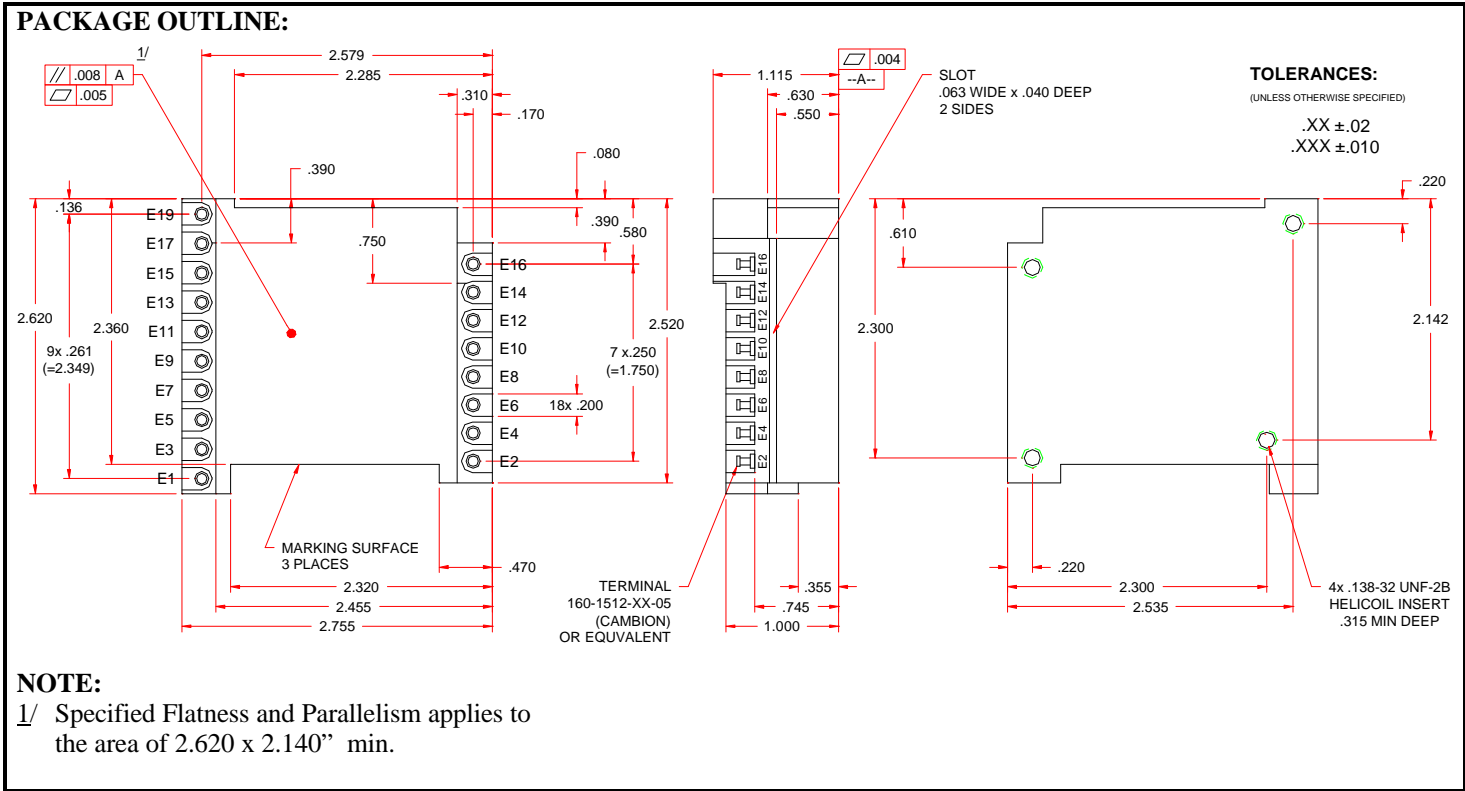 PACKAGE OUTLINE:
1/
// .008 A
.005
2.579
2.285
.310
.170
.390
.080
.136
.390
.580
.750
E19
E17
E15
E13
E11
E9
E7
E5
E3
E1
E16
E14
E12
E10
E8
E6
E4
E2
2.620
2.360
9x .261
(=2.349)
2.520
7 x.250
(=1.750)
18x .200
MARKING SURFACE
3 PLACES
.470
2.320
2.455
2.755
.004
--A--
1.115
.630
.550
SLOT
.063 WIDE x .040 DEEP
2 SIDES
E16
E14
E12
E10
E8
E6
E4
E2
TERMINAL
160-1512-XX-05
(CAMBION)
OR EQUVALENT
.355
.745
1.000
TOLERANCES:
(UNLESS OTHERWISE SPECIFIED)
.XX ±.02
.XXX ±.010
.220
.610
2.300
2.142
.220
2.300
2.535
4x .138-32 UNF-2B
HELICOIL INSERT
.315 MIN DEEP
NOTE:
1/ Specified Flatness and Parallelism applies to
the area of 2.620 x 2.140” min.